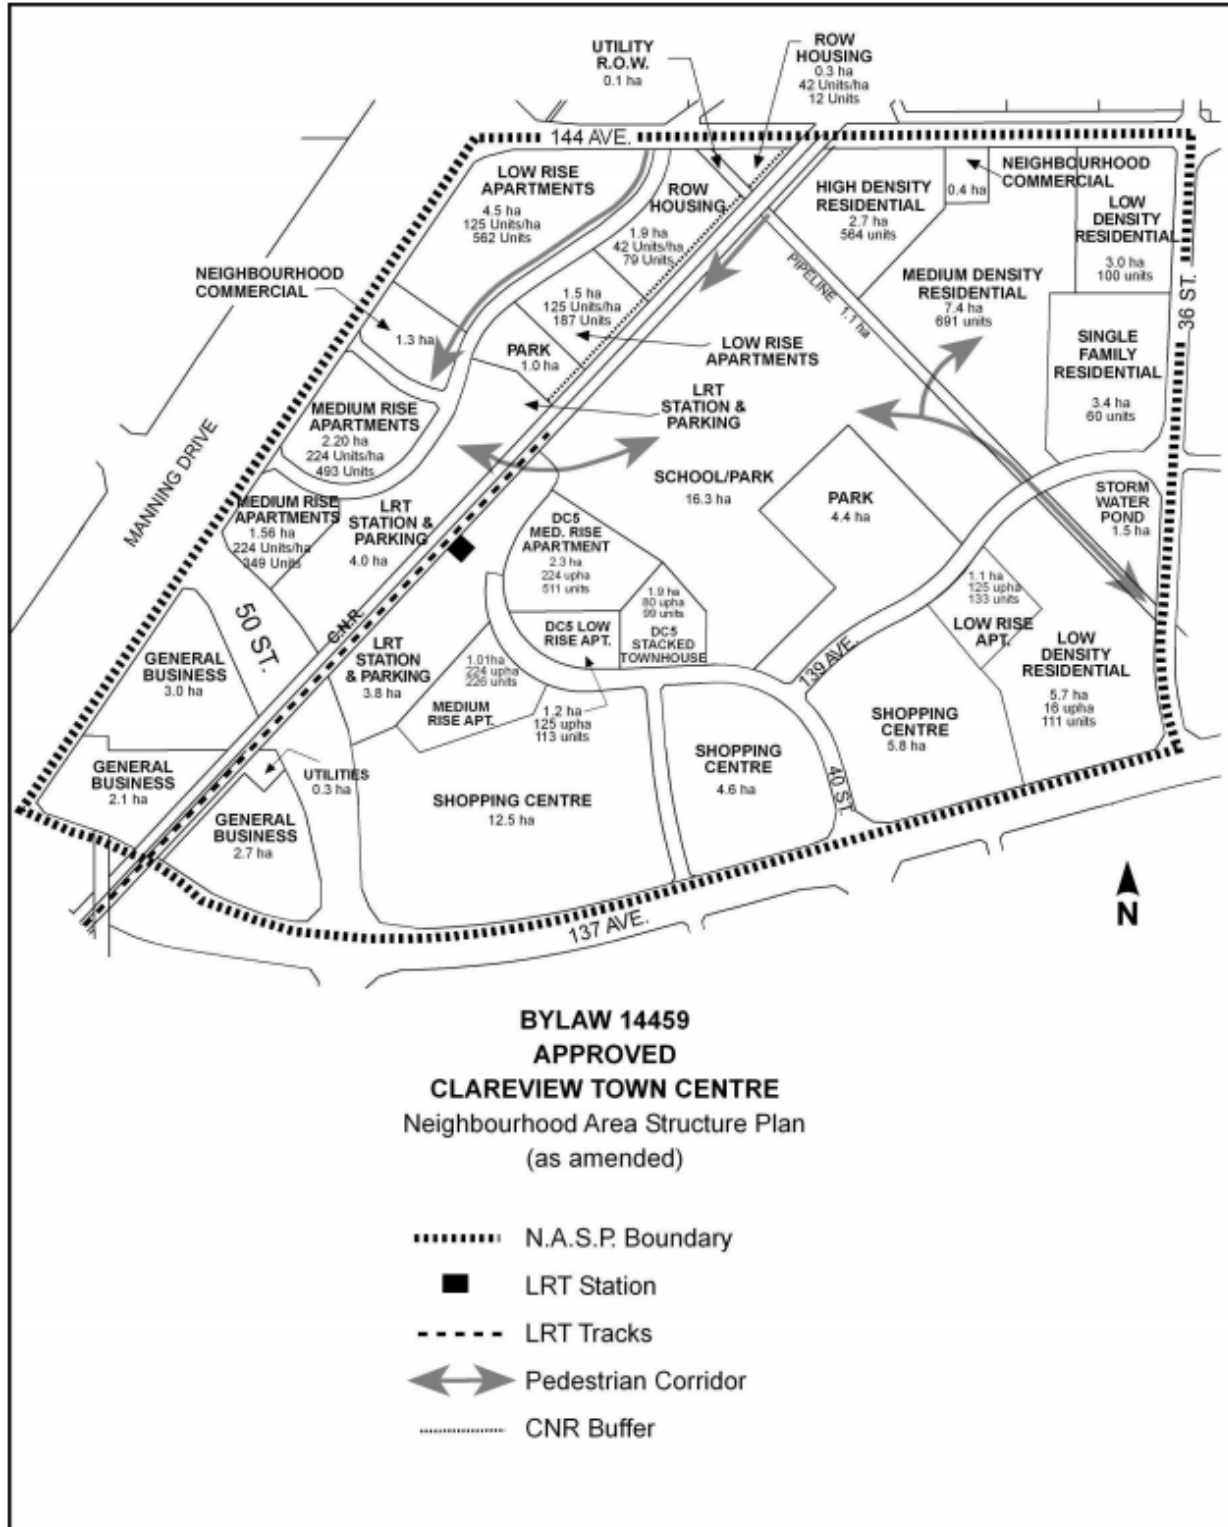 UTILITY
R.O.W.
0.1 ha
ROW
HOUSING
0.3 ha
42 Units/ha
12 Units
144 AVE.
LOW RISE
APARTMENTS
4.5 ha
125 Units/ha
562 Units
ROW
HOUSING
1.9 ha
42 Units/ha
79 Units
HIGH DENSITY
RESIDENTIAL
2.7 ha
564 units
0.4 ha
NEIGHBOURHOOD
COMMERCIAL
LOW
DENSITY
RESIDENTIAL
3.0 ha
100 units
NEIGHBOURHOOD
COMMERCIAL
1.3 ha
1.5 ha
125 Units/ha
187 Units
PARK
1.0 ha
LOW RISE
APARTMENTS
PIPELINE 1.1 ha
MEDIUM DENSITY
RESIDENTIAL
7.4 ha
691 units
36 ST.
SINGLE
FAMILY
RESIDENTIAL
3.4 ha
60 units
LRT
STATION &
PARKING
MEDIUM RISE
APARTMENTS
2.20 ha
224 Units/ha
493 Units
MANNING DRIVE
MEDIUM RISE
APARTMENTS
1.56 ha
224 Units/ha
349 Units
LRT
STATION &
PARKING
4.0 ha
SCHOOL/PARK
16.3 ha
PARK
4.4 ha
STORM
WATER
POND
1.5 ha
DC5
MED. RISE
APARTMENT
2.3 ha
224 upha
511 units
1.9 ha
80 upha
99 units
DC5
STACKED
TOWNHOUSE
DC5 LOW
RISE APT.
1.2 ha
125 upha
113 units
1.1 ha
125 upha
133 units
LOW RISE
APT.
LOW
DENSITY
RESIDENTIAL
5.7 ha
16 upha
111 units
50 ST.
C.N.R.
GENERAL
BUSINESS
3.0 ha
LRT
STATION
& PARKING
3.8 ha
1.01ha
224 upha
226 units
MEDIUM
RISE APT.
139 AVE.
SHOPPING
CENTRE
5.8 ha
GENERAL
BUSINESS
2.1 ha
UTILITIES
0.3 ha
GENERAL
BUSINESS
2.7 ha
SHOPPING CENTRE
12.5 ha
SHOPPING
CENTRE
4.6 ha
40 ST.
137 AVE.
N
BYLAW 14459
APPROVED
CLAREVIEW TOWN CENTRE
Neighbourhood Area Structure Plan
(as amended)
N.A.S.P. Boundary
LRT Station
LRT Tracks
Pedestrian Corridor
CNR Buffer